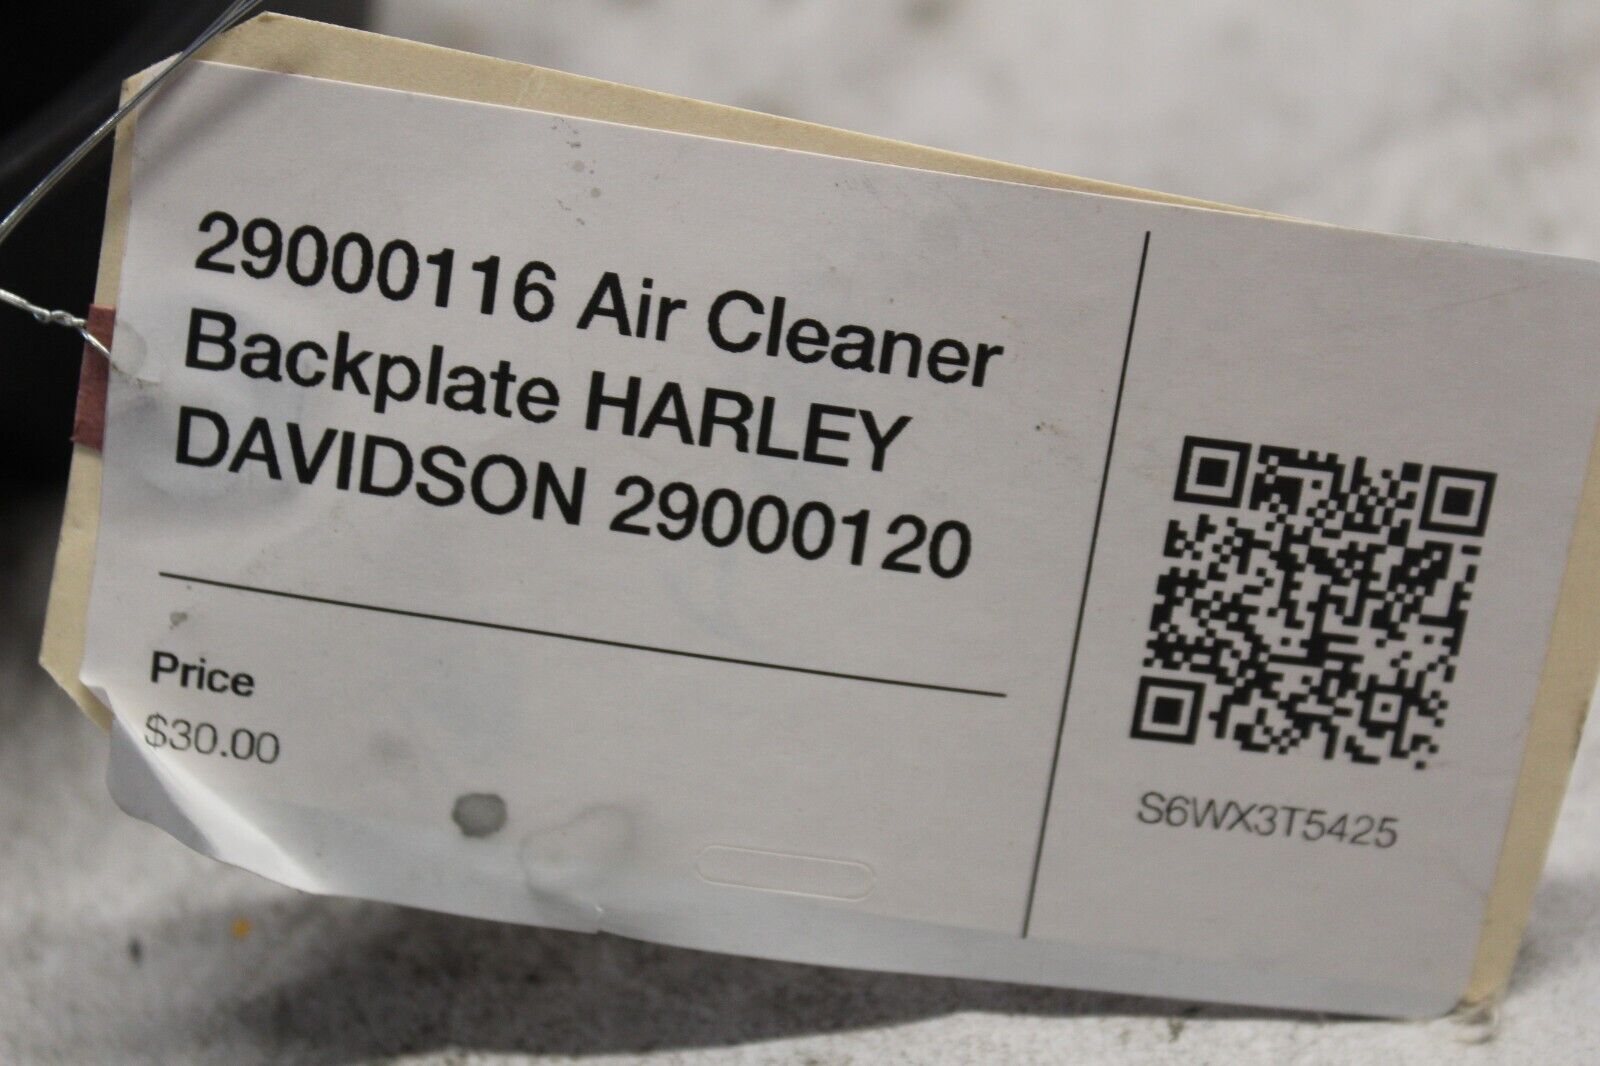 29000116 Air Cleaner
Backplate HARLEY
DAVIDSON 29000120
Price
$30.00
S6WX3T5425